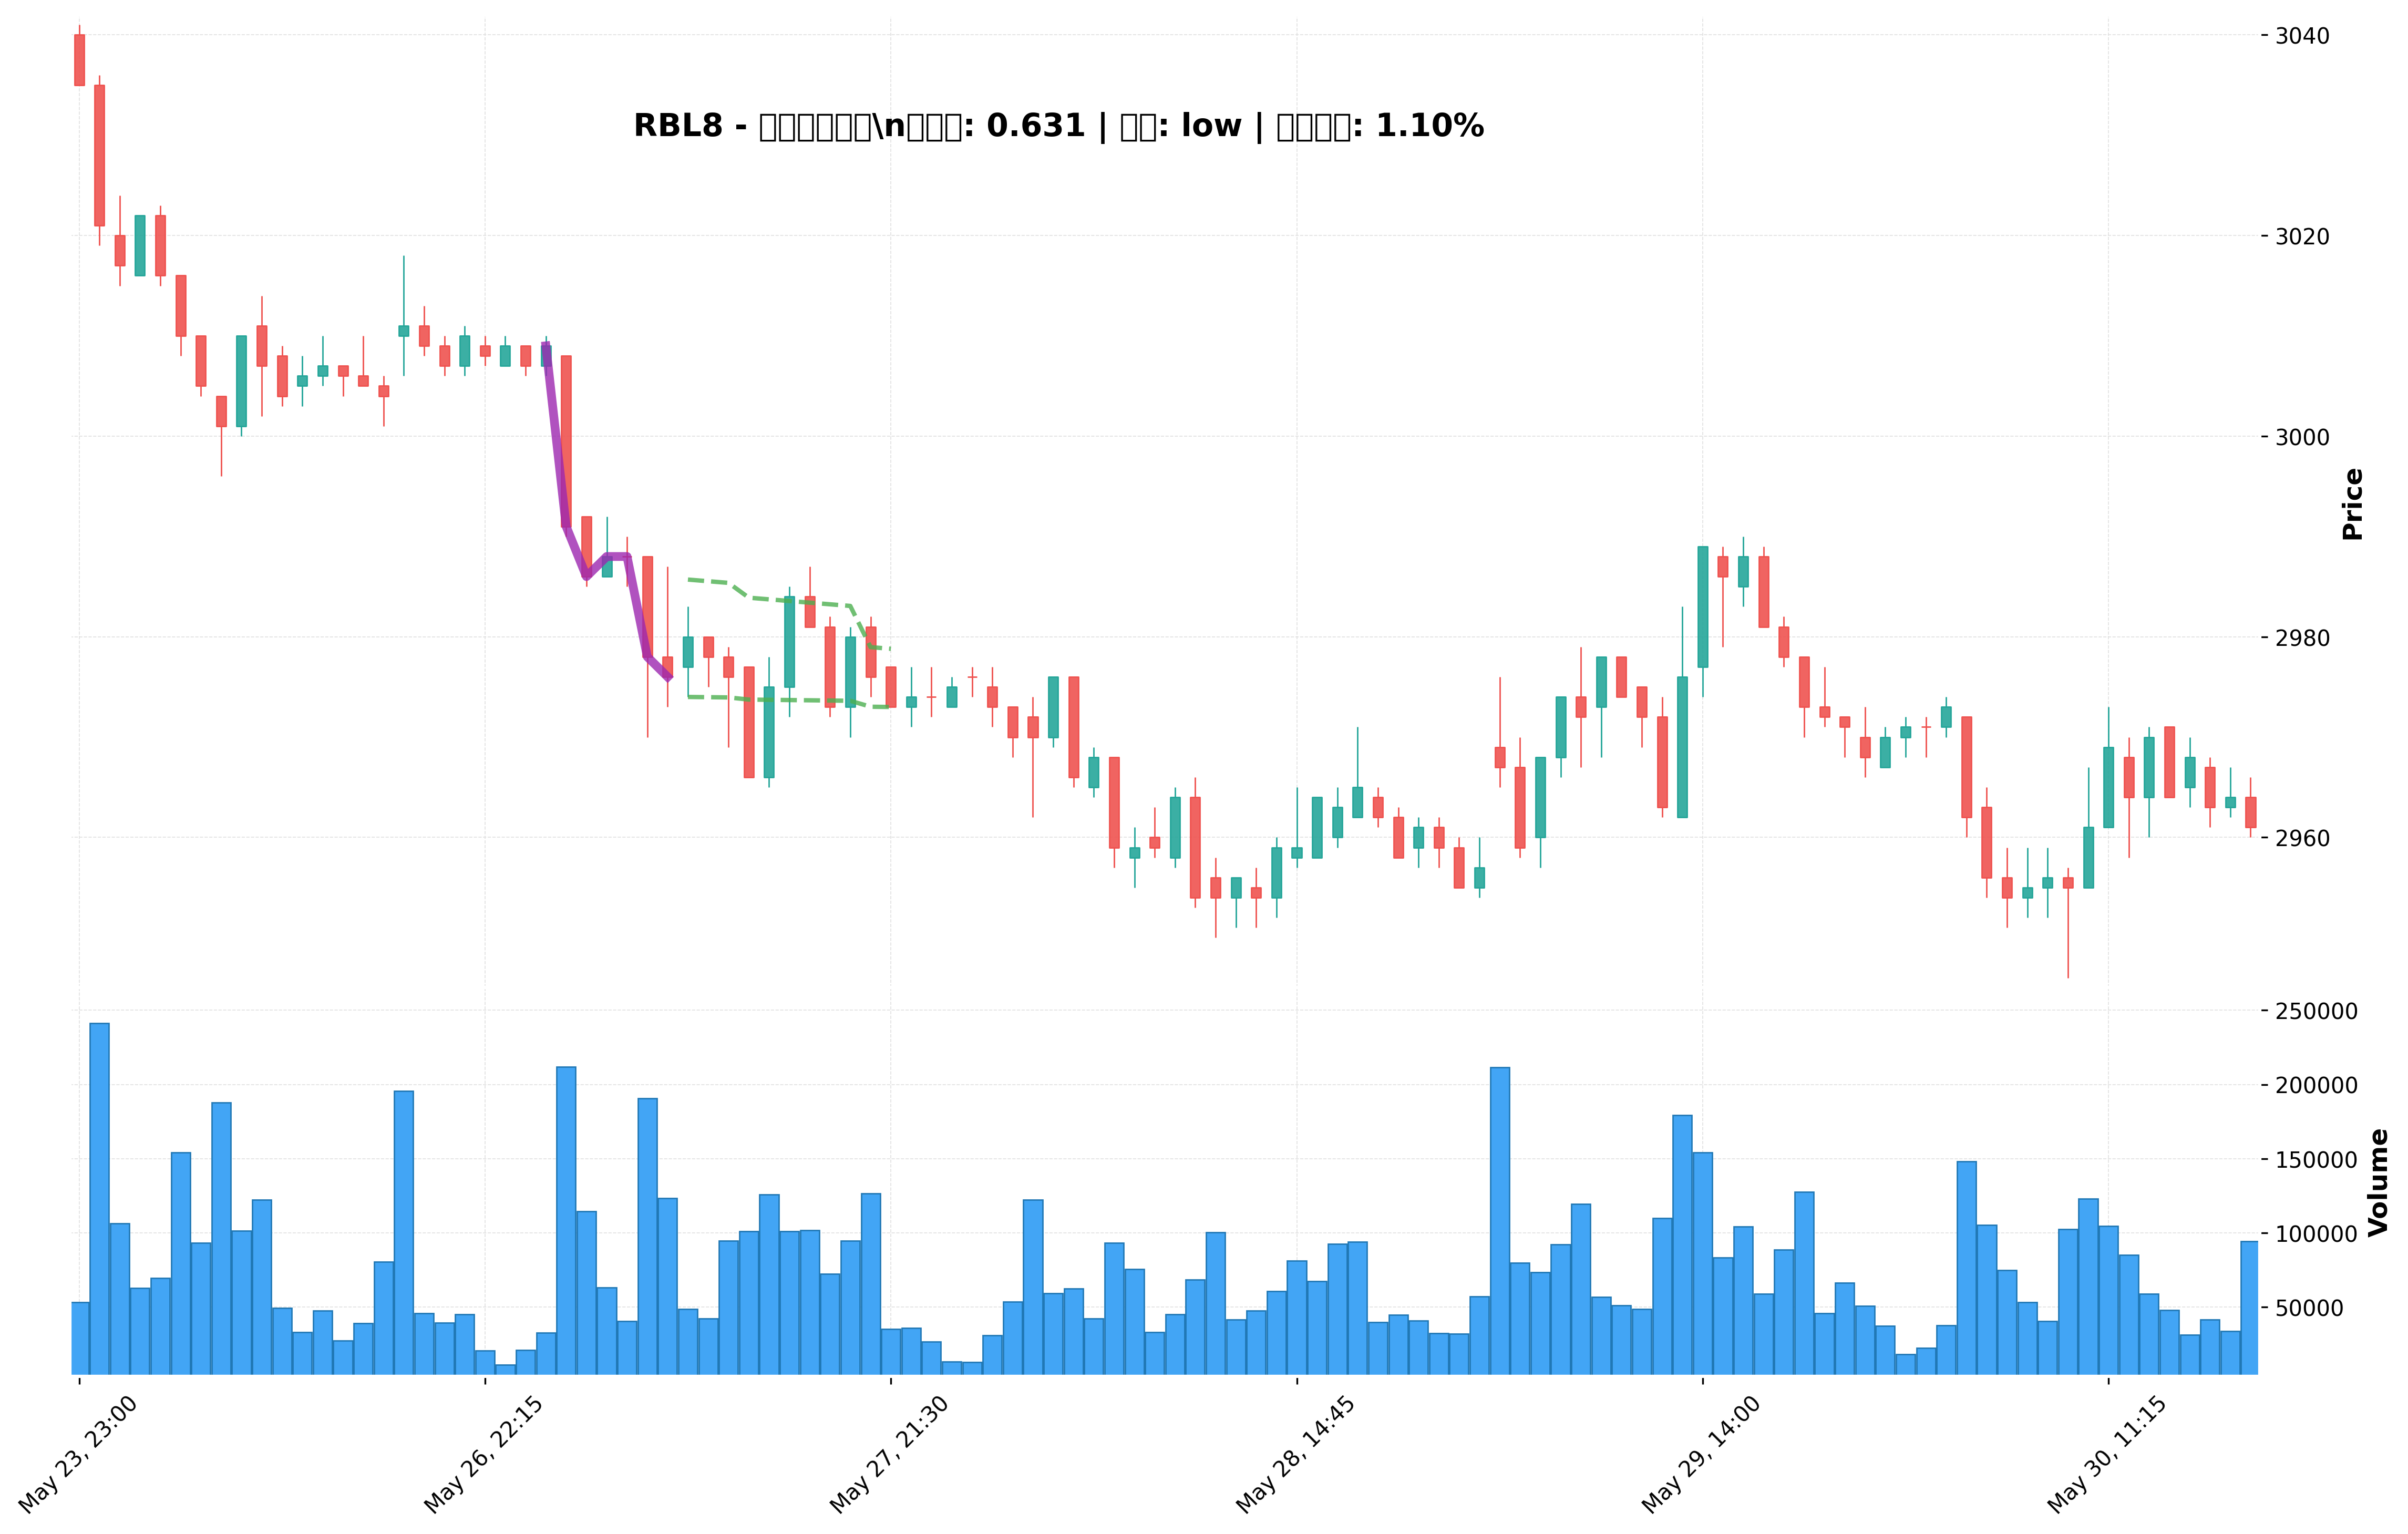 RBL8 - □□□□□□\n□□□: 0.631 | □□: low | □□□□: 1.10%
3040
3020
3000
2980
2960
Price
250000
200000
150000
100000
50000
Volume
May 23, 23:00
May 26, 22:15
May 27, 21:30
May 28, 14:45
May 29, 14:00
May 30, 11:15